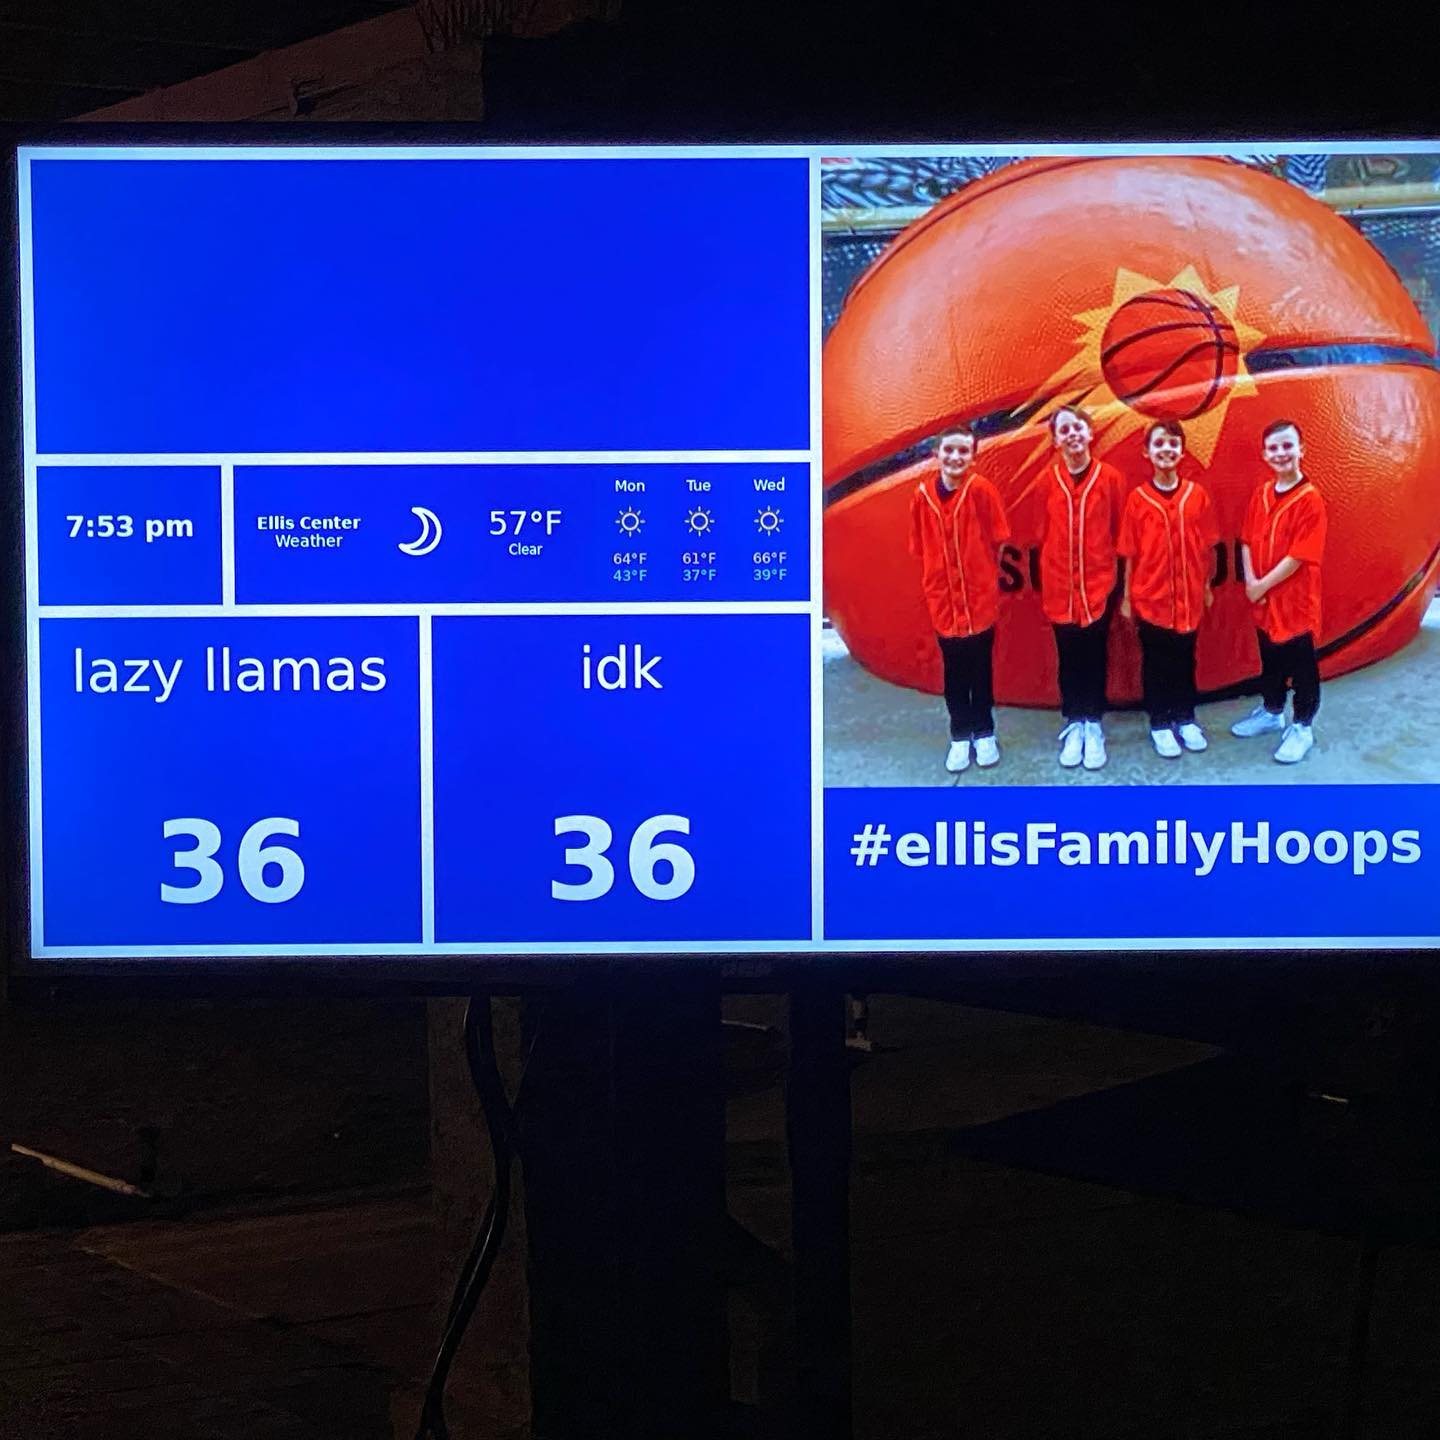 7:53 pm
Ellis Center
Weather
57°F
Clear
Mon
64°F
43°F
Tue
61°F
37°F
Wed
66°F
39°F
lazy llamas
36
idk
36
#ellisFamilyHoops